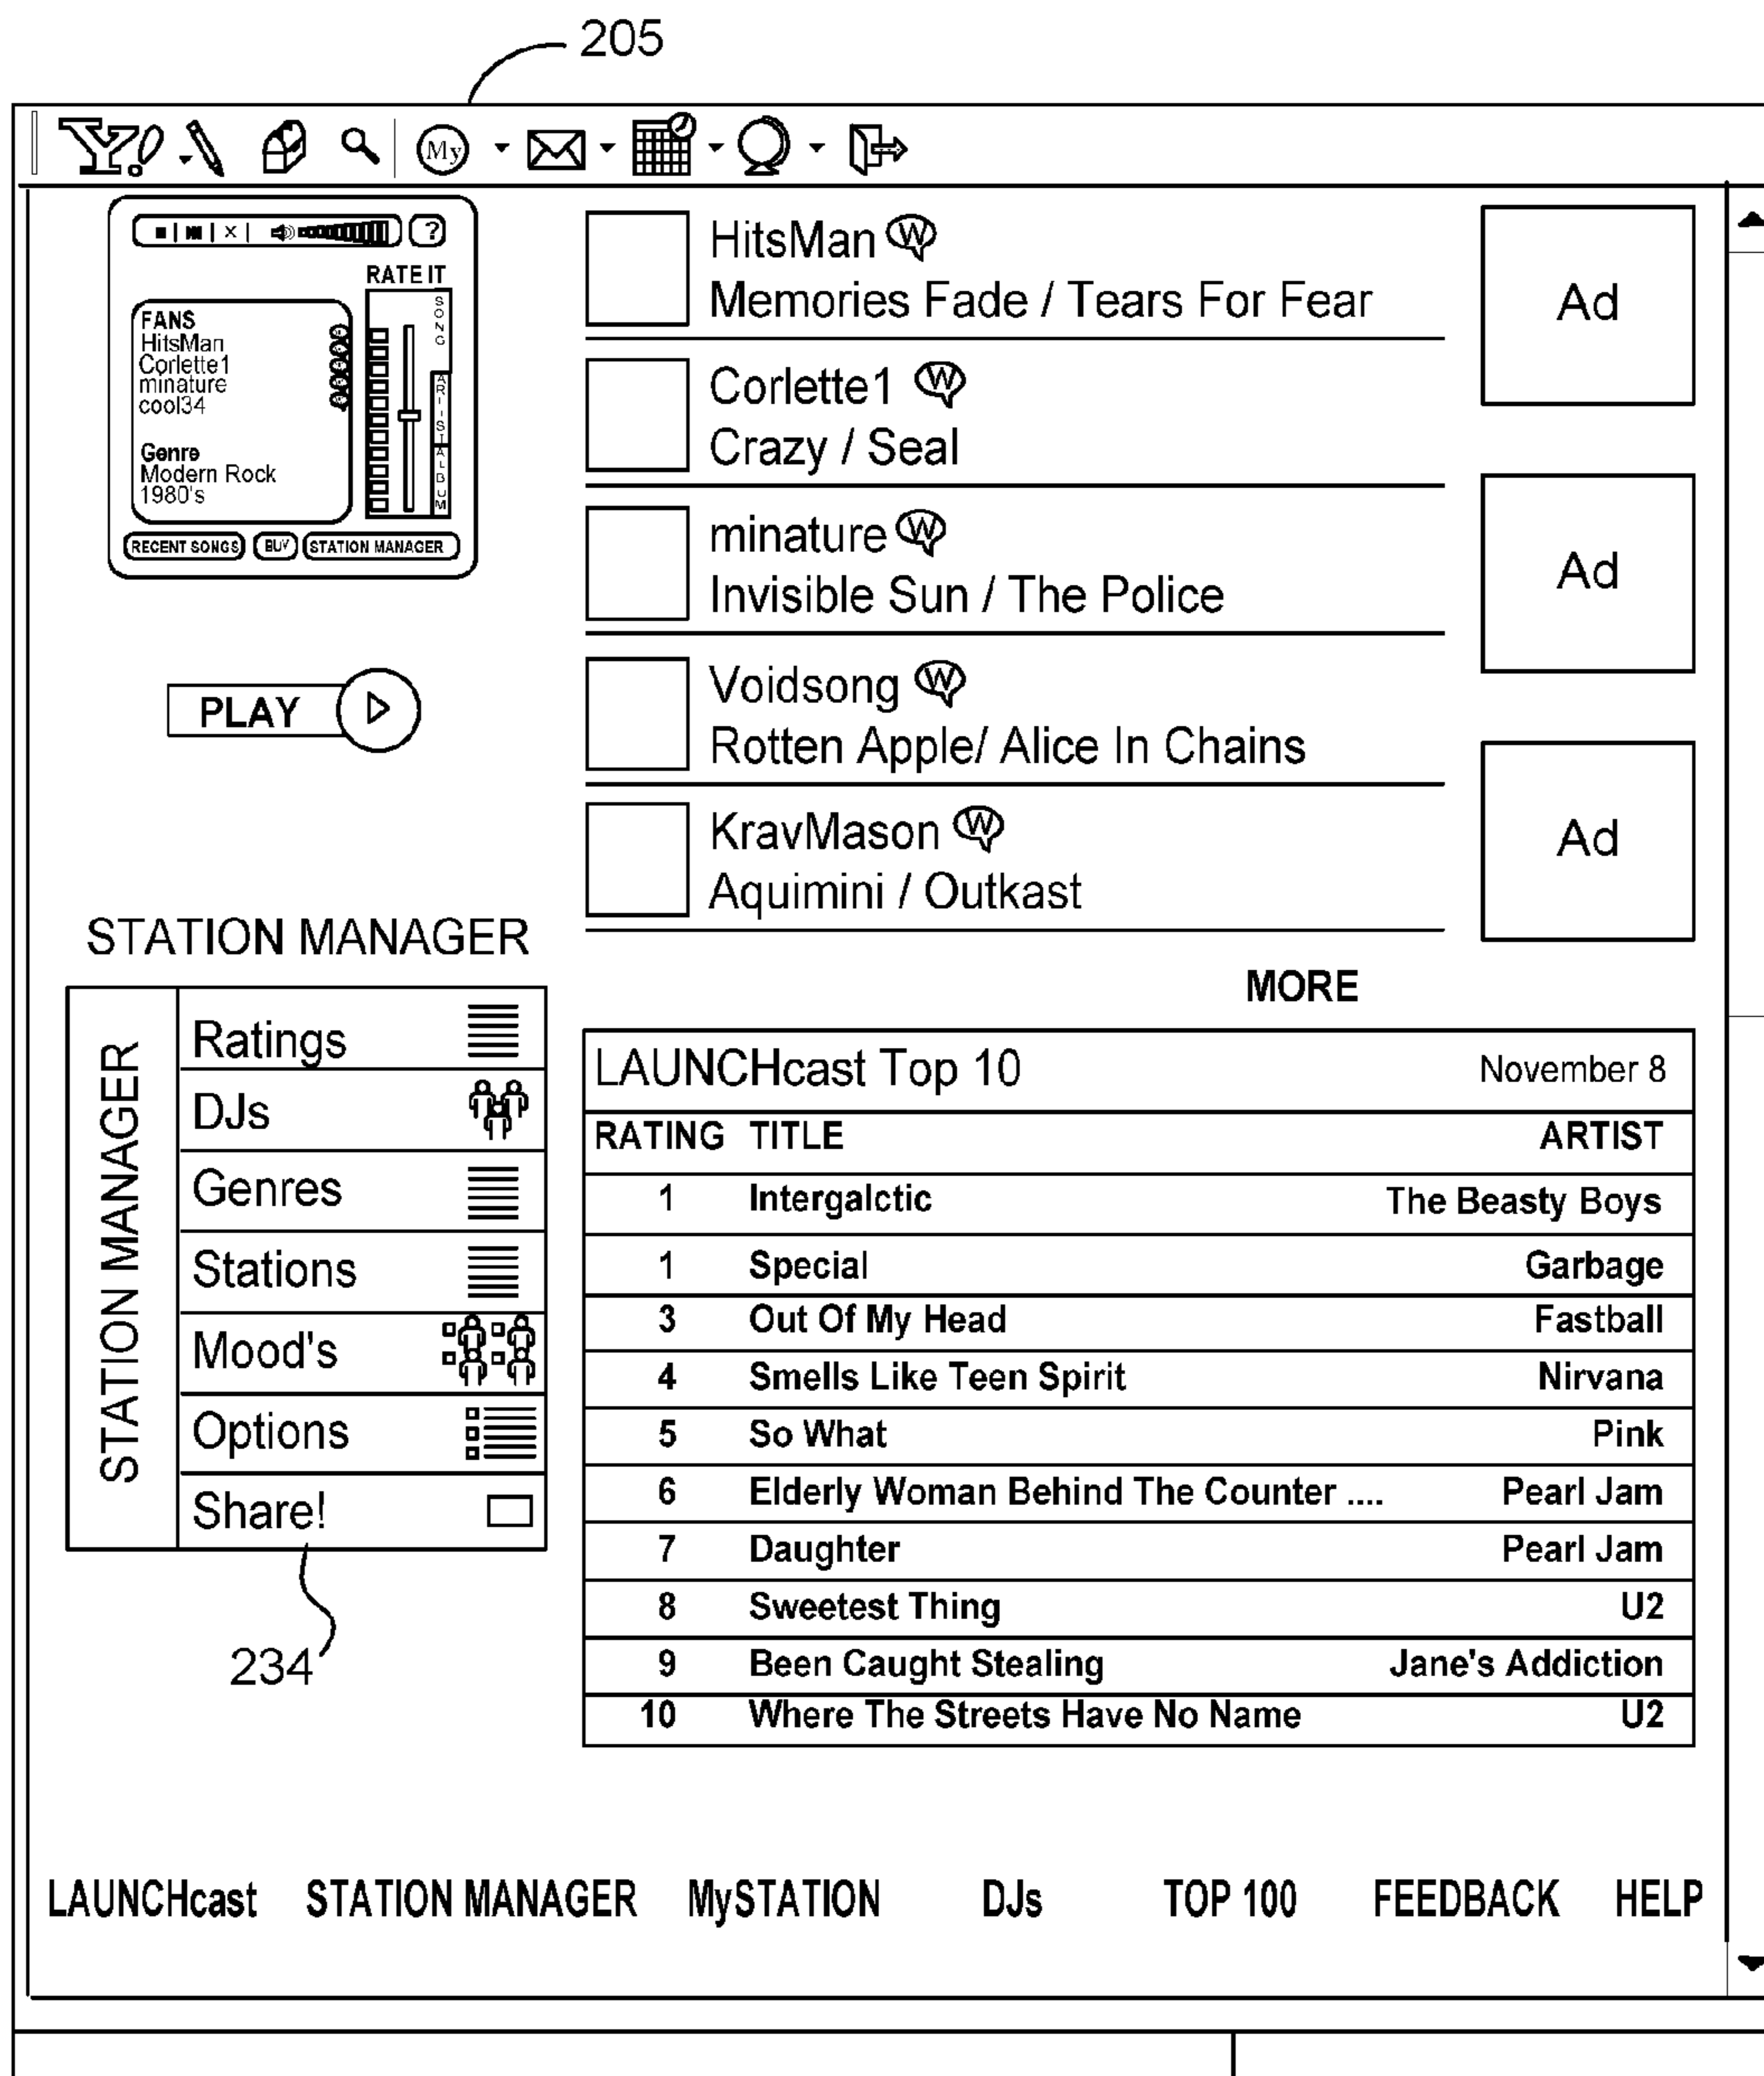 205
Y!
My
?
RATE IT
SONG
ARTIST
ALBUM
FANS
HitsMan
Corlette1
minature
cool34
Genre
Modern Rock
1980's
RECENT SONGS BUY STATION MANAGER
PLAY
HitsMan W
Memories Fade / Tears For Fear
Corlette1 W
Crazy / Seal
minature W
Invisible Sun / The Police
Voidsong W
Rotten Apple/ Alice In Chains
KravMason W
Aquimini / Outkast
MORE
Ad
Ad
Ad
STATION MANAGER
STATION MANAGER
Ratings
DJs
Genres
Stations
Mood's
Options
Share!
234
LAUNCHcast Top 10 November 8
RATING TITLE ARTIST
1 Intergalctic The Beasty Boys
1 Special Garbage
3 Out Of My Head Fastball
4 Smells Like Teen Spirit Nirvana
5 So What Pink
6 Elderly Woman Behind The Counter .... Pearl Jam
7 Daughter Pearl Jam
8 Sweetest Thing U2
9 Been Caught Stealing Jane's Addiction
10 Where The Streets Have No Name U2
LAUNCHcast STATION MANAGER MySTATION DJs TOP 100 FEEDBACK HELP